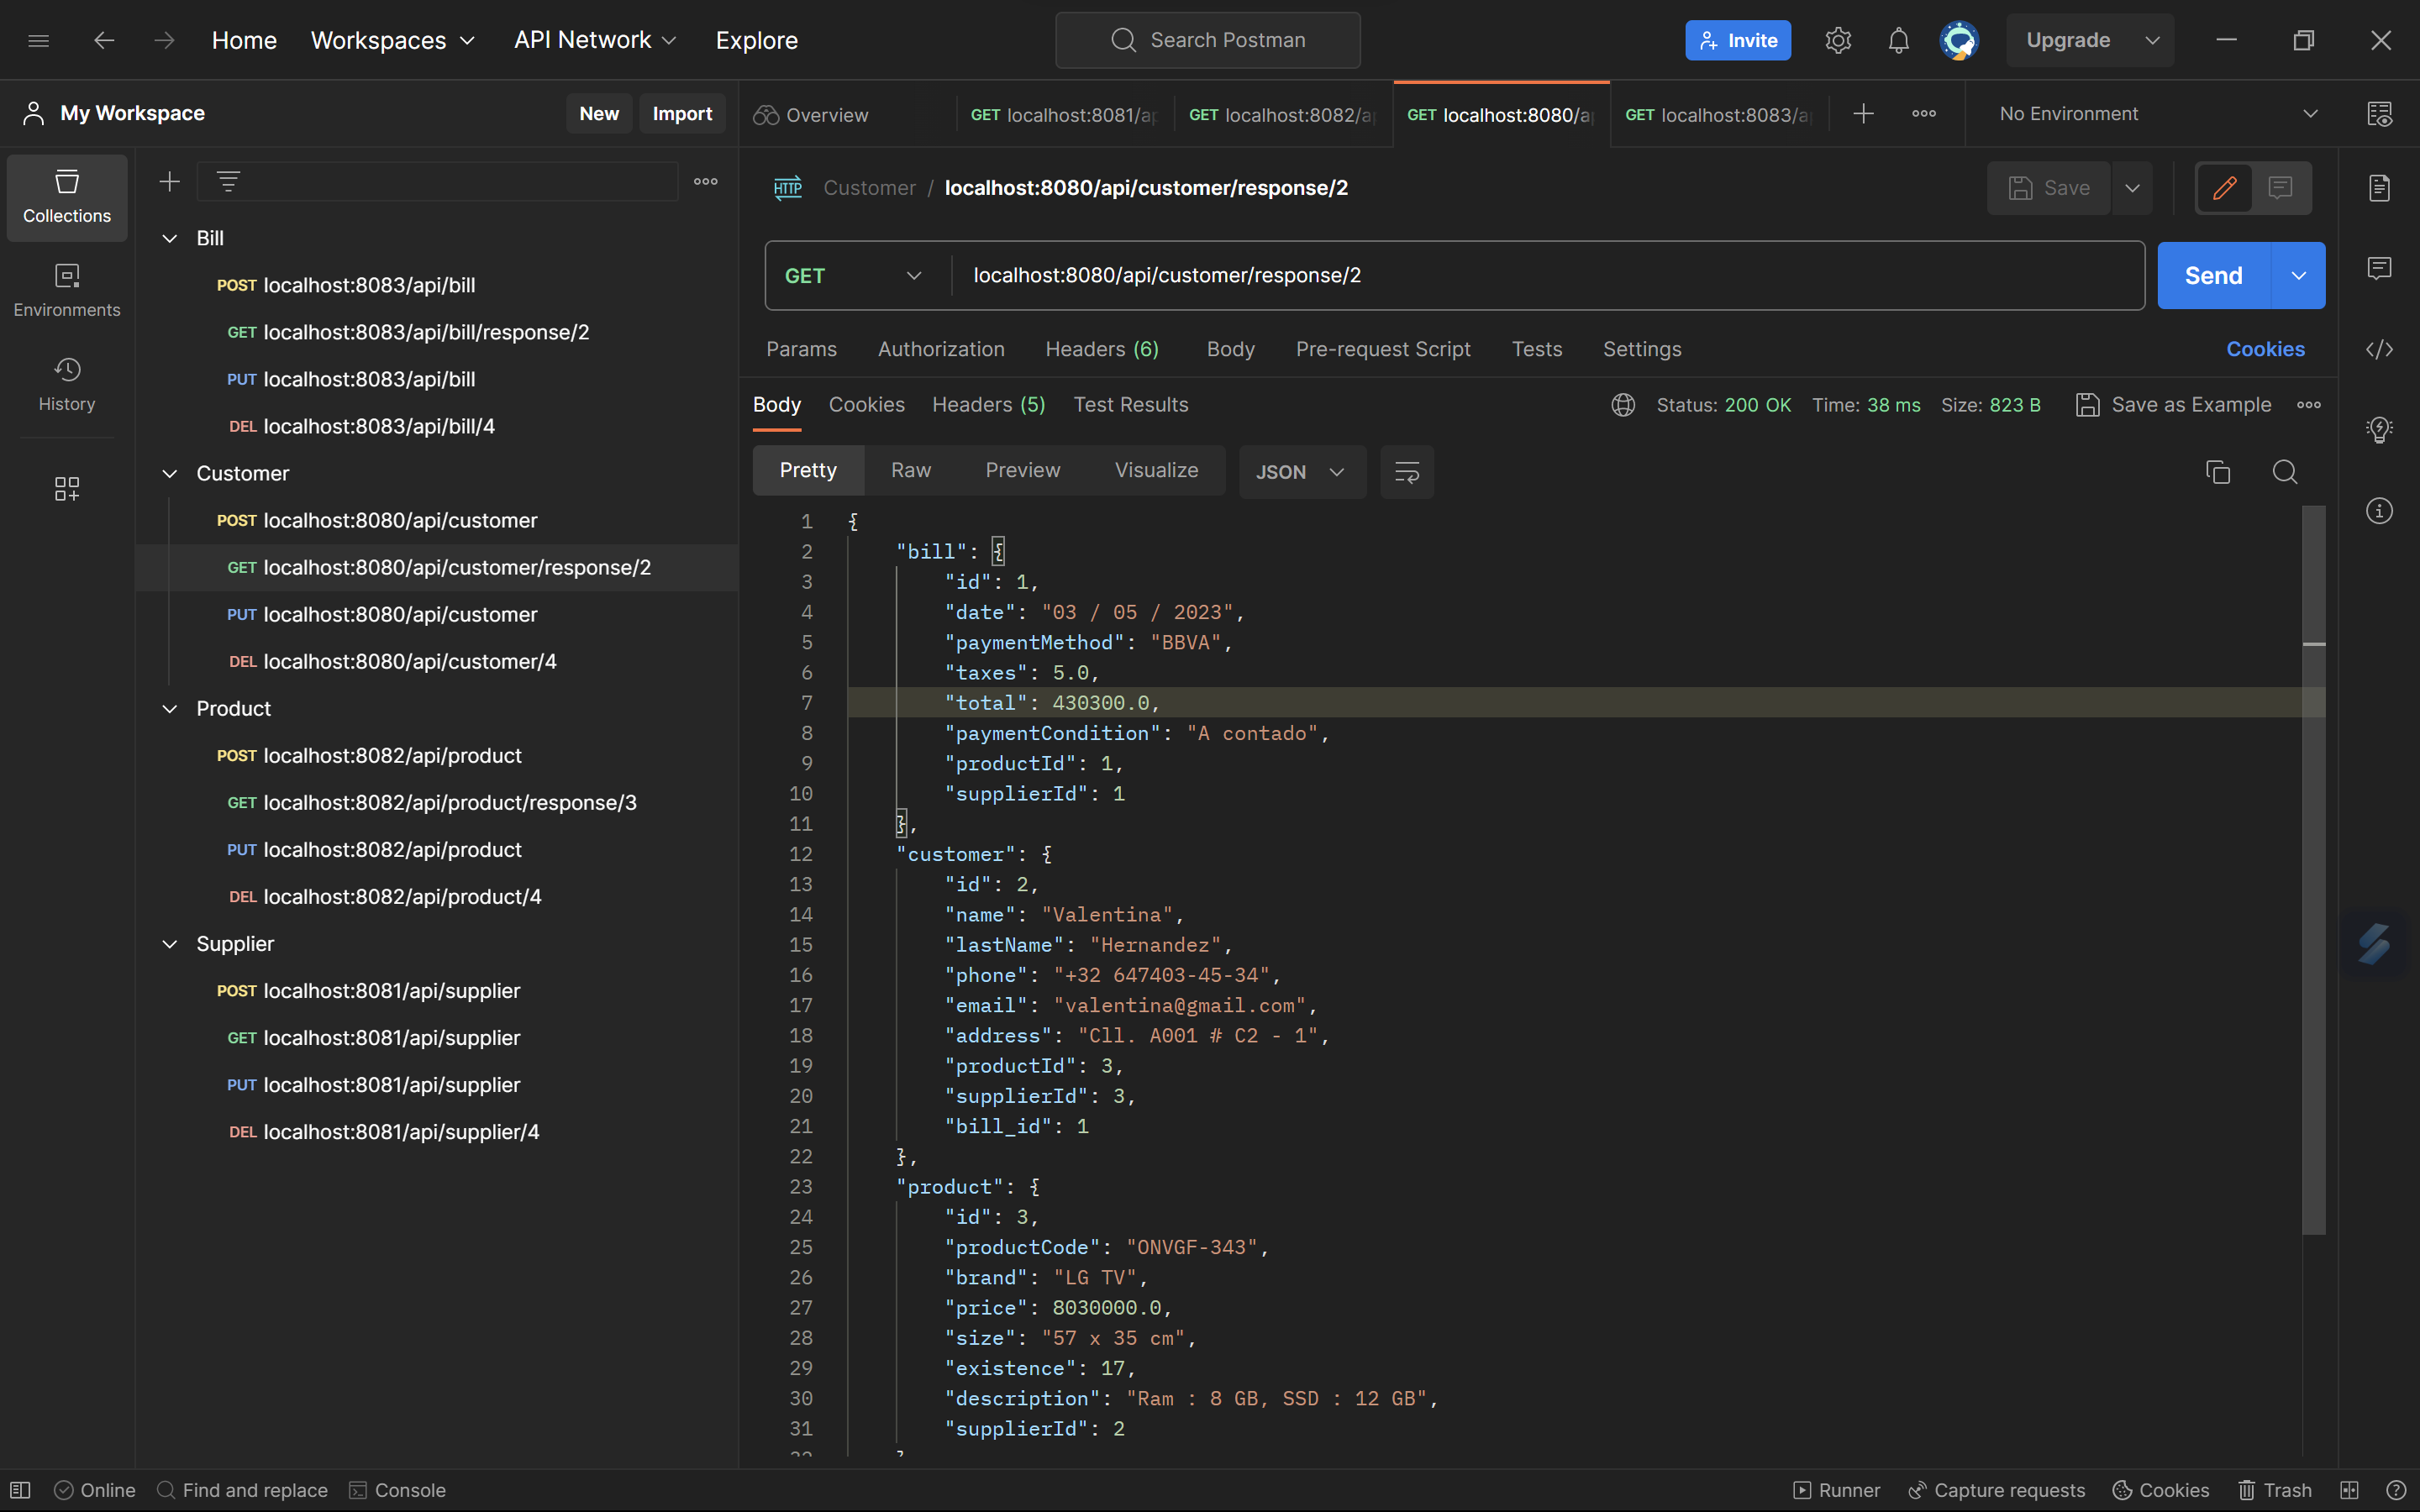 Home Workspaces API Network Explore Search Postman Invite Upgrade
My Workspace New Import Overview GET localhost:8081/ap GET localhost:8082/ap GET localhost:8080/ap GET localhost:8083/ap No Environment
Collections
Environments
History
Bill
POST localhost:8083/api/bill
GET localhost:8083/api/bill/response/2
PUT localhost:8083/api/bill
DEL localhost:8083/api/bill/4
Customer
POST localhost:8080/api/customer
GET localhost:8080/api/customer/response/2
PUT localhost:8080/api/customer
DEL localhost:8080/api/customer/4
Product
POST localhost:8082/api/product
GET localhost:8082/api/product/response/3
PUT localhost:8082/api/product
DEL localhost:8082/api/product/4
Supplier
POST localhost:8081/api/supplier
GET localhost:8081/api/supplier
PUT localhost:8081/api/supplier
DEL localhost:8081/api/supplier/4
HTTP Customer / localhost:8080/api/customer/response/2 Save
GET localhost:8080/api/customer/response/2 Send
Params Authorization Headers (6) Body Pre-request Script Tests Settings Cookies
Body Cookies Headers (5) Test Results Status: 200 OK Time: 38 ms Size: 823 B Save as Example
Pretty Raw Preview Visualize JSON
1 {
2 "bill": {
3 "id": 1,
4 "date": "03 / 05 / 2023",
5 "paymentMethod": "BBVA",
6 "taxes": 5.0,
7 "total": 430300.0,
8 "paymentCondition": "A contado",
9 "productId": 1,
10 "supplierId": 1
11 },
12 "customer": {
13 "id": 2,
14 "name": "Valentina",
15 "lastName": "Hernandez",
16 "phone": "+32 647403-45-34",
17 "email": "valentina@gmail.com",
18 "address": "Cll. A001 # C2 - 1",
19 "productId": 3,
20 "supplierId": 3,
21 "bill_id": 1
22 },
23 "product": {
24 "id": 3,
25 "productCode": "ONVGF-343",
26 "brand": "LG TV",
27 "price": 8030000.0,
28 "size": "57 x 35 cm",
29 "existence": 17,
30 "description": "Ram : 8 GB, SSD : 12 GB",
31 "supplierId": 2
Online Find and replace Console Runner Capture requests Cookies Trash